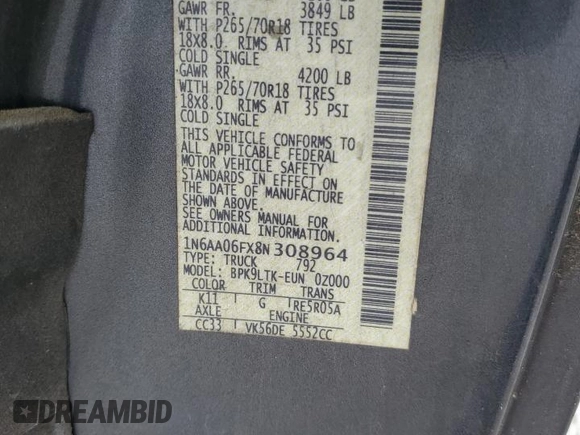 GAWR FR. 3849 LB
WITH P265/70R18 TIRES
18X8.0 RIMS AT 35 PSI
COLD SINGLE
GAWR RR. 4200 LB
WITH P265/70R18 TIRES
18X8.0 RIMS AT 35 PSI
COLD SINGLE
THIS VEHICLE CONFORMS TO
ALL APPLICABLE FEDERAL
MOTOR VEHICLE SAFETY
STANDARDS IN EFFECT ON
THE DATE OF MANUFACTURE
SHOWN ABOVE.
SEE OWNERS MANUAL FOR
ADDITIONAL INFORMATION.
1N6AA06FX8N308964
TYPE: TRUCK 792
MODEL: BPK9LTK-EUN 0Z000
COLOR TRIM TRANS
K11 G RE5R05A
AXLE ENGINE
CC33 VK56DE 5552CC
DREAMBID